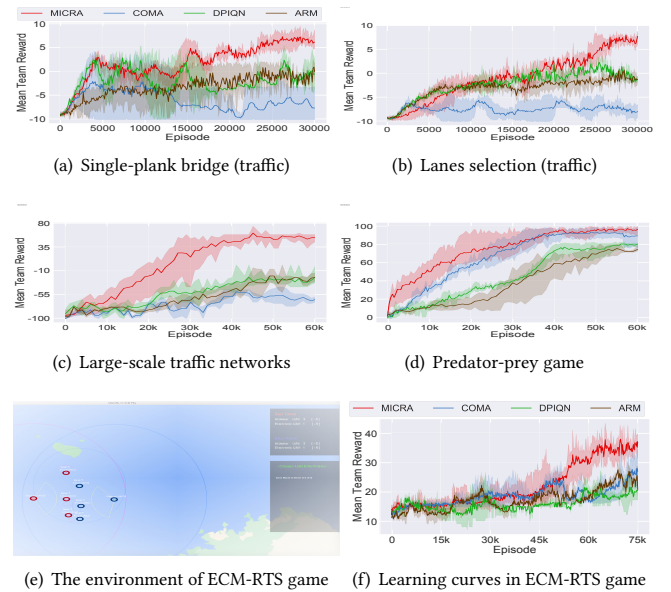 MICRA COMA DPIQN ARM
Mean Team Reward
10
5
0
−5
−10
0 5000 10000 15000 20000 25000 30000
Episode
(a) Single-plank bridge (traffic)
Mean Team Reward
10
5
0
−5
−10
0 5000 10000 15000 20000 25000 30000
Episode
(b) Lanes selection (traffic)
Mean Team Reward
80
35
-10
-55
-100
0 10k 20k 30k 40k 50k 60k
Episode
(c) Large-scale traffic networks
Mean Team Reward
100
80
60
40
20
0
0 10k 20k 30k 40k 50k 60k
Episode
(d) Predator-prey game
(e) The environment of ECM-RTS game
MICRA COMA DPIQN ARM
Mean Team Reward
40
30
20
10
0 15k 30k 45k 60k 75k
Episode
(f) Learning curves in ECM-RTS game